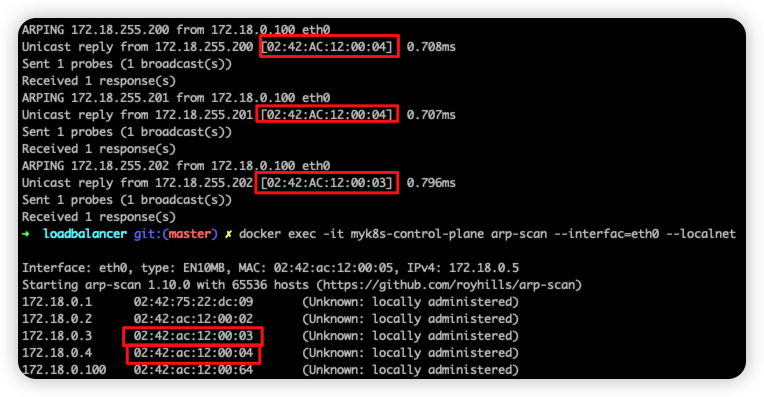 ARPING 172.18.255.200 from 172.18.0.100 eth0
Unicast reply from 172.18.255.200 [02:42:AC:12:00:04]  0.708ms
Sent 1 probes (1 broadcast(s))
Received 1 response(s)
ARPING 172.18.255.201 from 172.18.0.100 eth0
Unicast reply from 172.18.255.201 [02:42:AC:12:00:04]  0.707ms
Sent 1 probes (1 broadcast(s))
Received 1 response(s)
ARPING 172.18.255.202 from 172.18.0.100 eth0
Unicast reply from 172.18.255.202 [02:42:AC:12:00:03]  0.796ms
Sent 1 probes (1 broadcast(s))
Received 1 response(s)
➜  loadbalancer git:(master) ✗ docker exec -it myk8s-control-plane arp-scan --interfac=eth0 --localnet
Interface: eth0, type: EN10MB, MAC: 02:42:ac:12:00:05, IPv4: 172.18.0.5
Starting arp-scan 1.10.0 with 65536 hosts (https://github.com/royhills/arp-scan)
172.18.0.1      02:42:75:22:dc:09       (Unknown: locally administered)
172.18.0.2      02:42:ac:12:00:02       (Unknown: locally administered)
172.18.0.3      02:42:ac:12:00:03       (Unknown: locally administered)
172.18.0.4      02:42:ac:12:00:04       (Unknown: locally administered)
172.18.0.100    02:42:ac:12:00:64       (Unknown: locally administered)